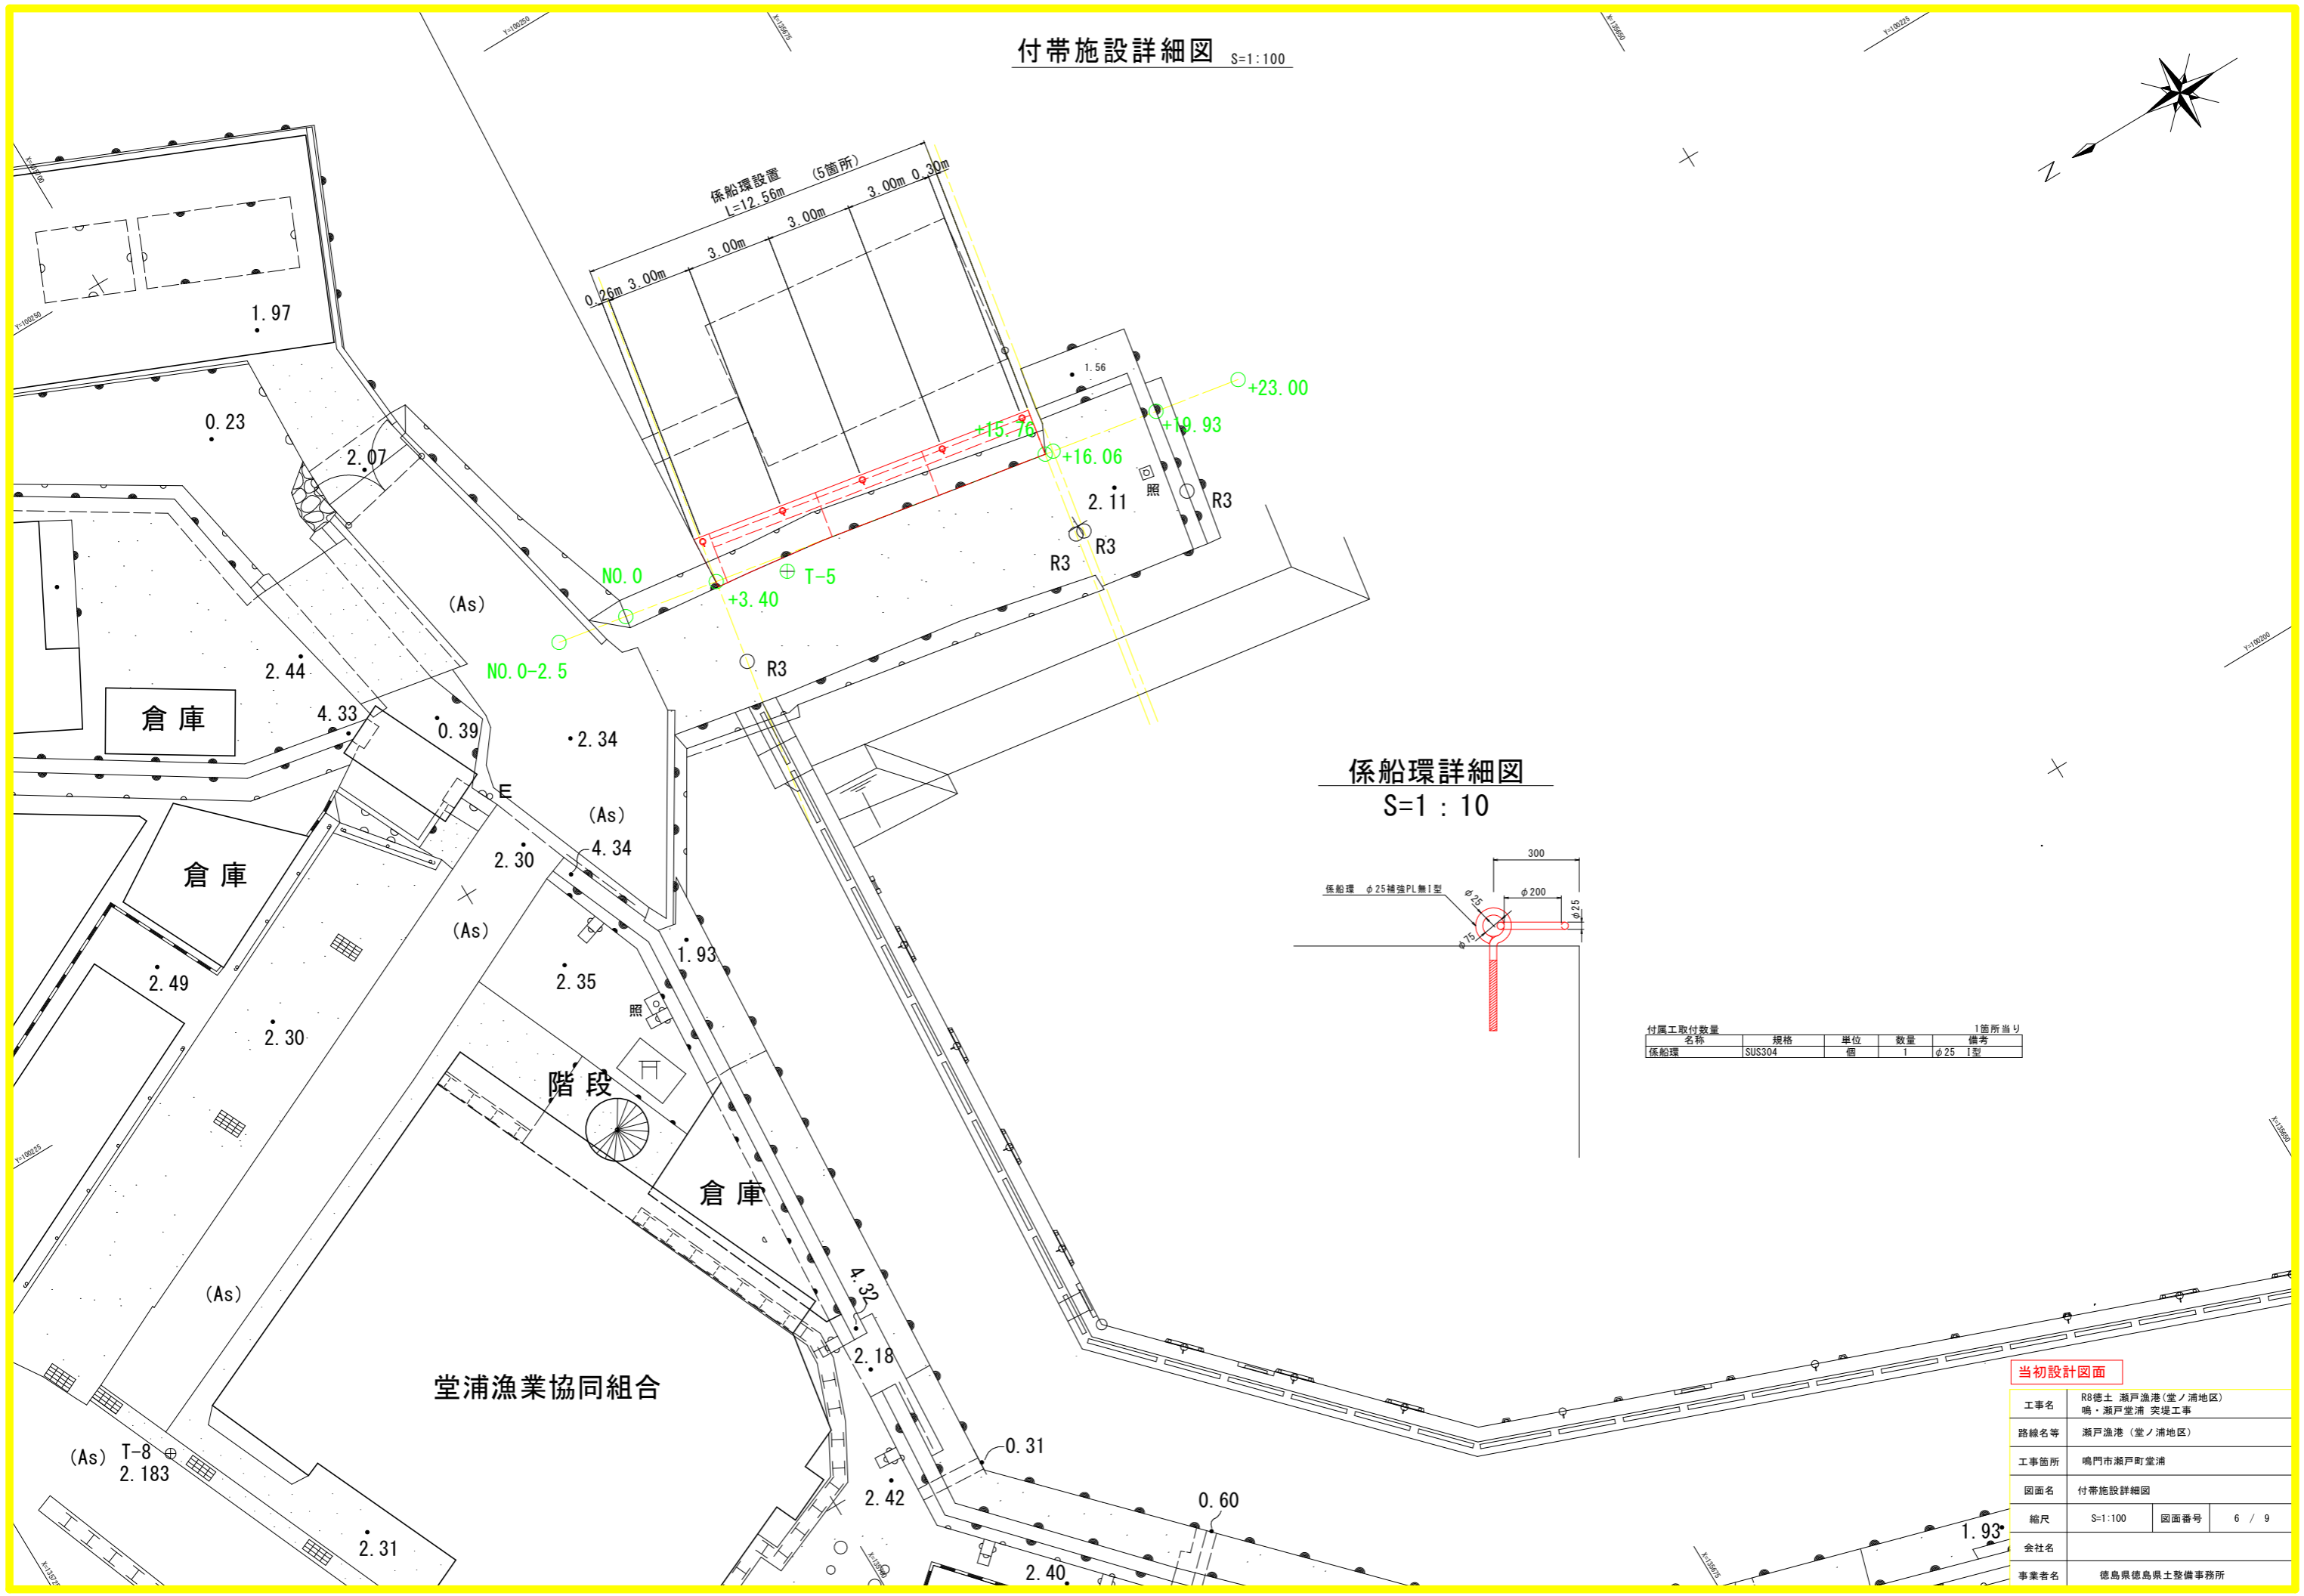 付帯施設詳細図 S=1:100
Y=100250
X=135675
X=135650
Y=100225
N
係船環設置 (5箇所)
L=12.56m
0.26m 3.00m 3.00m 3.00m 3.00m 0.30m
Y=100250
1.97
0.23
2.07
1.56
+23.00
+19.93
+15.76
+16.06
2.11
照
R3
R3
R3
NO.0
T-5
+3.40
NO.0-2.5
R3
(As)
2.44
倉庫
4.33
0.39
2.34
E
(As)
2.30
4.34
倉庫
(As)
2.49
2.30
1.93
2.35
照
階段
倉庫
Y=100200
係船環詳細図
S=1:10
300
係船環 φ25補強PL無I型
φ25
φ200
φ25
φ75
付属工取付数量 1箇所当り
名称 規格 単位 数量 備考
係船環 SUS304 個 1 φ25 I型
Y=100225
X=135650
(As)
4.32
2.18
堂浦漁業協同組合
(As) T-8
2.183
0.31
2.42
0.60
2.31
2.40
X=135675
1.93
当初設計図面
工事名 R8徳土 瀬戸漁港(堂ノ浦地区)
鳴・瀬戸堂浦 突堤工事
路線名等 瀬戸漁港(堂ノ浦地区)
工事箇所 鳴門市瀬戸町堂浦
図面名 付帯施設詳細図
縮尺 S=1:100 図面番号 6 / 9
会社名
事業者名 徳島県徳島県土整備事務所